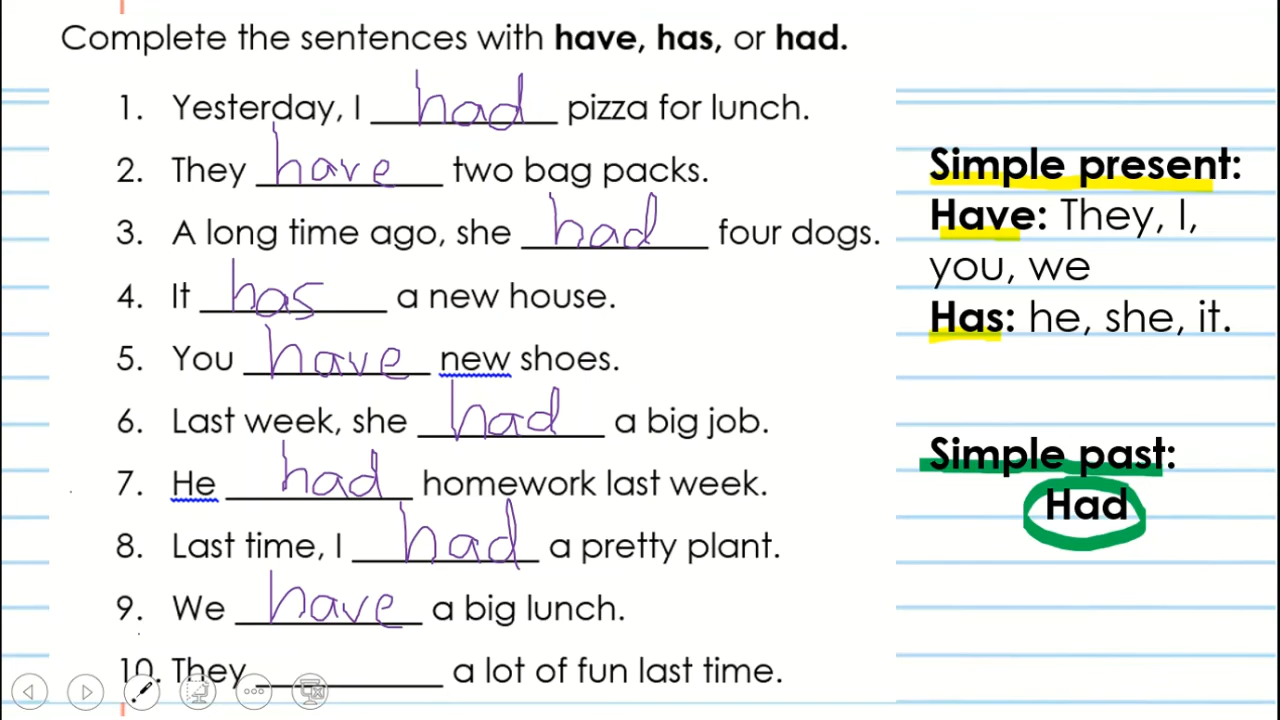 Complete the sentences with have, has, or had.
1. Yesterday, I had pizza for lunch.
2. They have two bag packs.
3. A long time ago, she had four dogs.
4. It has a new house.
5. You have new shoes.
6. Last week, she had a big job.
7. He had homework last week.
8. Last time, I had a pretty plant.
9. We have a big lunch.
10. They __________ a lot of fun last time.
Simple present:
Have: They, I,
you, we
Has: he, she, it.
Simple past:
Had